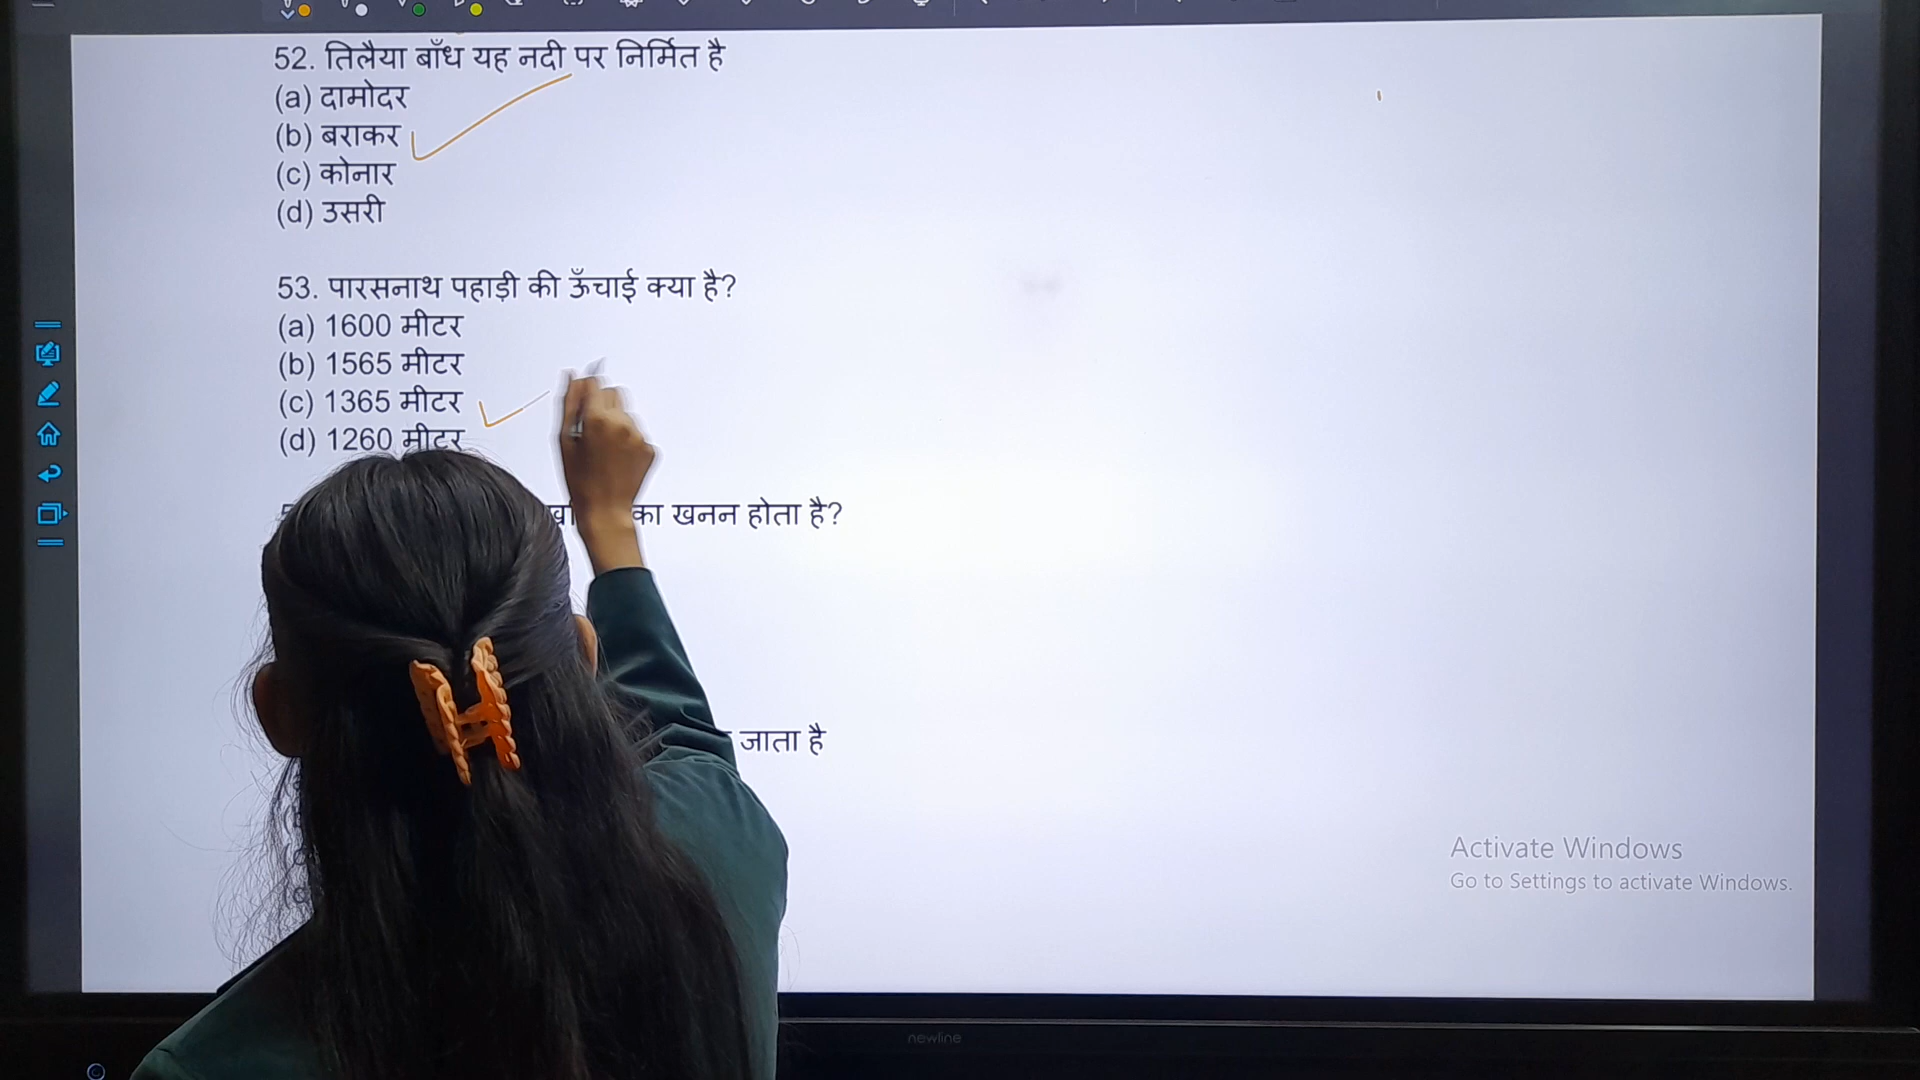 52. तिलैया बाँध यह नदी पर निर्मित है
(a) दामोदर
(b) बराकर
(c) कोनार
(d) उसरी
53. पारसनाथ पहाड़ी की ऊँचाई क्या है?
(a) 1600 मीटर
(b) 1565 मीटर
(c) 1365 मीटर
(d) 1260 मीटर
का खनन होता है?
जाता है
Activate Windows
Go to Settings to activate Windows.
newline